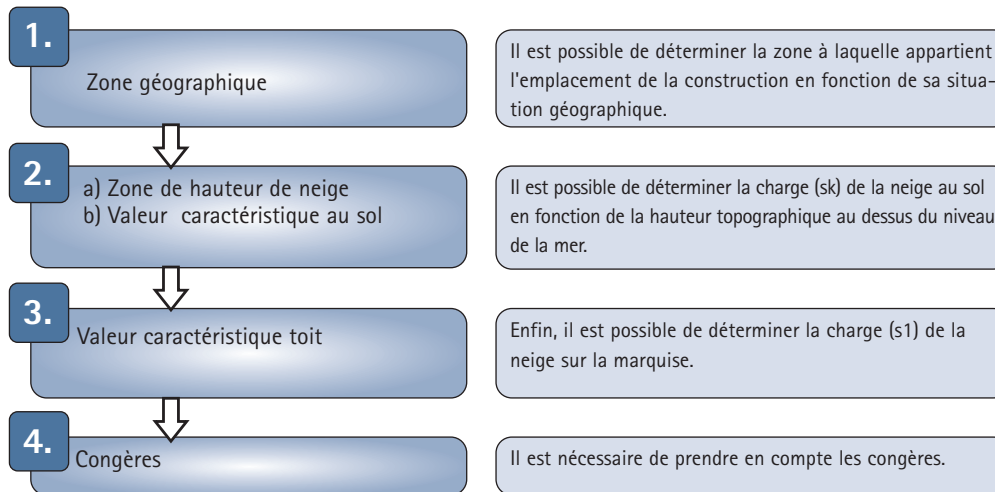 1.
Zone géographique
Il est possible de déterminer la zone à laquelle appartient
l'emplacement de la construction en fonction de sa situa-
tion géographique.
2.
a) Zone de hauteur de neige
b) Valeur caractéristique au sol
Il est possible de déterminer la charge (sk) de la neige au sol
en fonction de la hauteur topographique au dessus du niveau
de la mer.
3.
Valeur caractéristique toit
Enfin, il est possible de déterminer la charge (s1) de la
neige sur la marquise.
4.
Congères
Il est nécessaire de prendre en compte les congères.